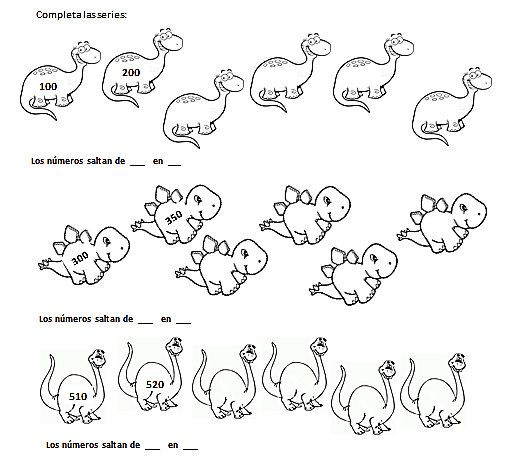 Completa las series:
100
200
Los números saltan de ___ en ___
300
350
Los números saltan de ___ en ___
510
520
Los números saltan de ___ en ___